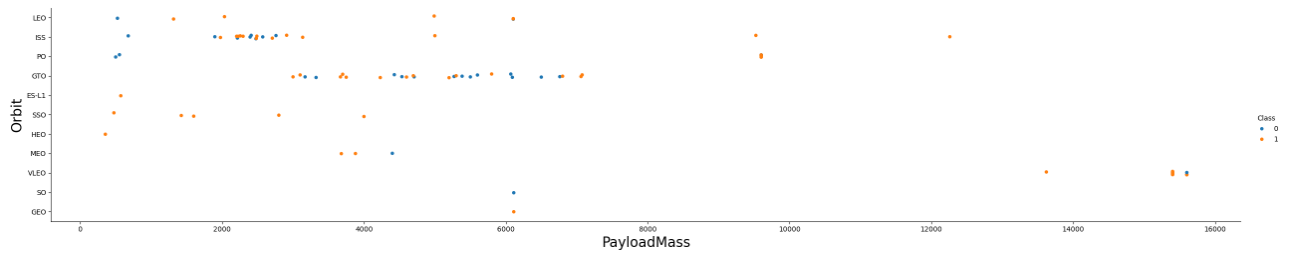 LEO
ISS
PO
GTO
ES-L1
SSO
HEO
MEO
VLEO
SO
GEO
Orbit
0 2000 4000 6000 8000 10000 12000 14000 16000
PayloadMass
Class
0
1